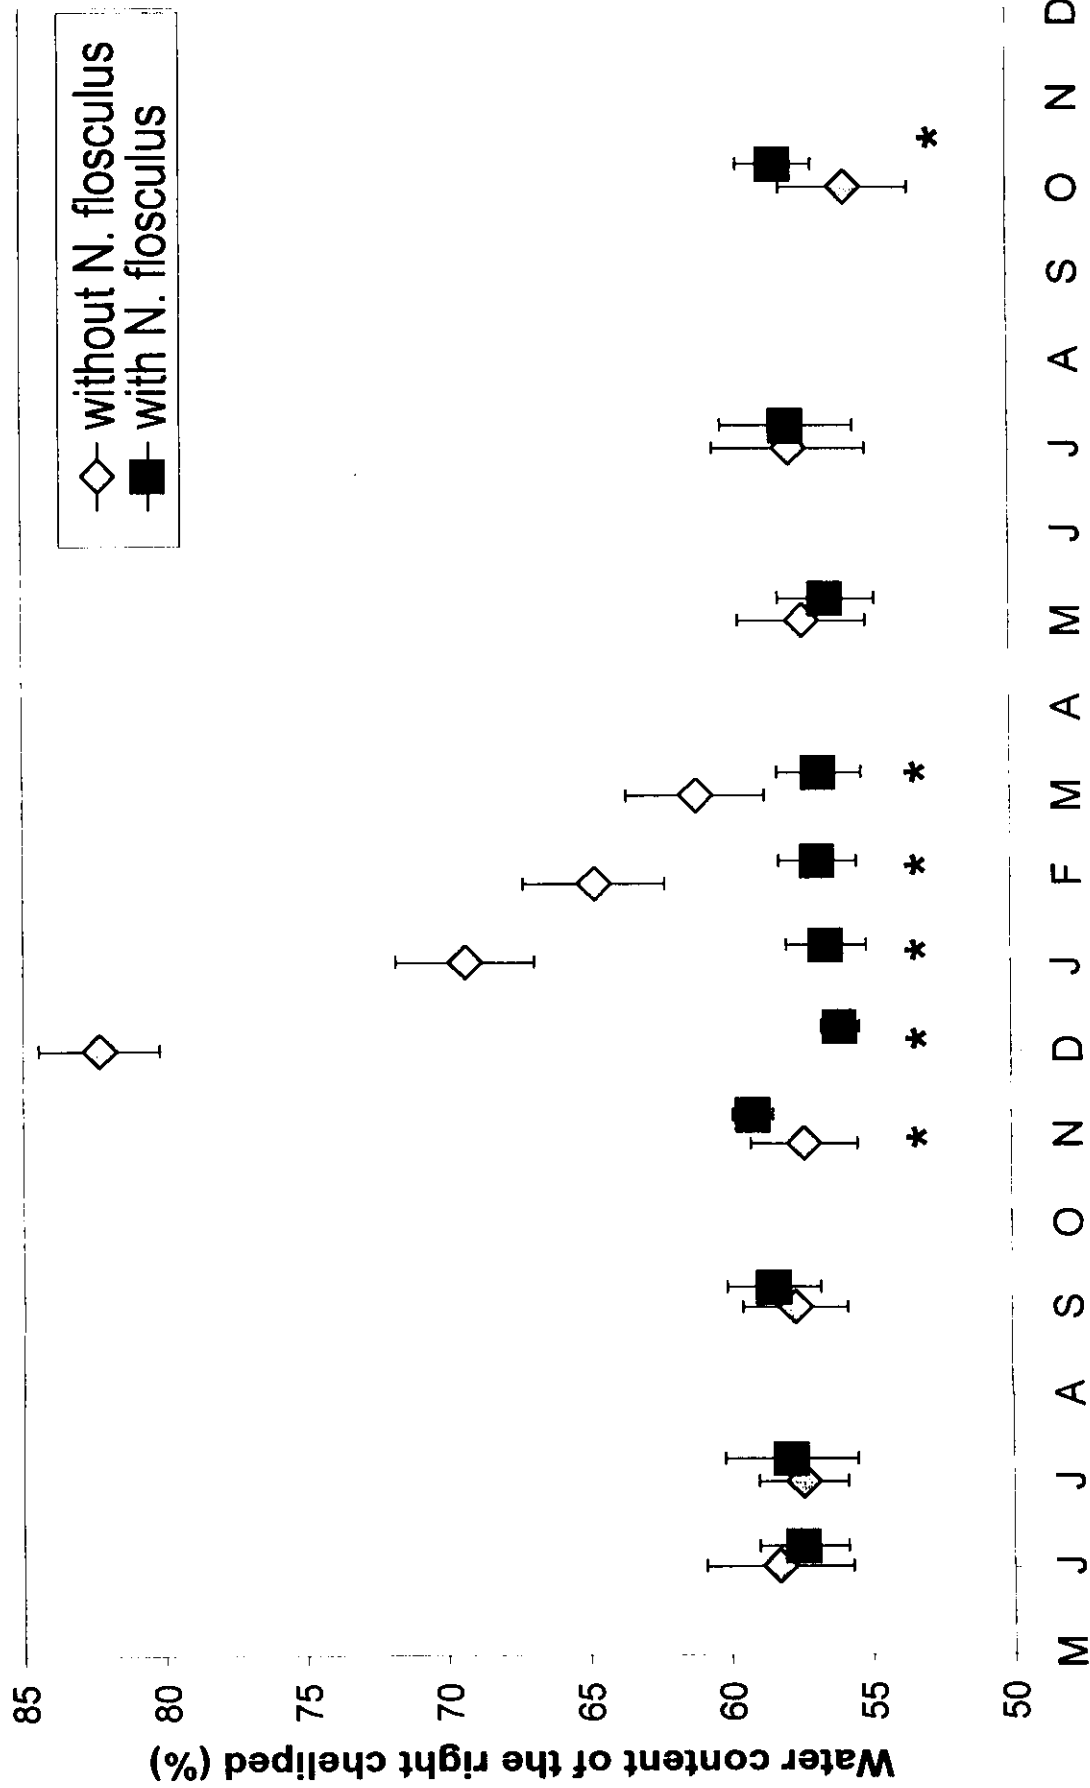 Water content of the right cheliped (%)
85
80
75
70
65
60
55
50
without N. flosculus
with N. flosculus
* * * * * *
M J J A S O N D J F M A M J J A S O N D